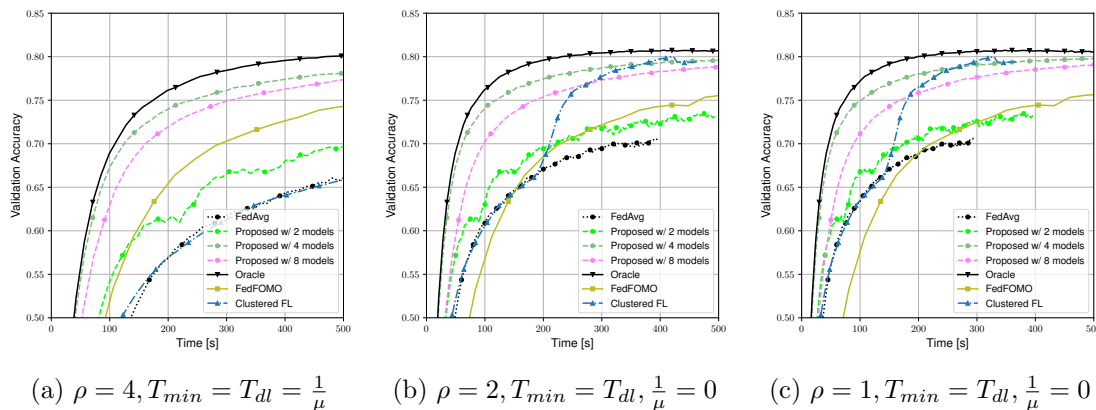 0.85
0.80
0.75
0.70
0.65
0.60
0.55
0.50
Validation Accuracy
0 100 200 300 400 500
Time [s]
FedAvg
Proposed w/ 2 models
Proposed w/ 4 models
Proposed w/ 8 models
Oracle
FedFOMO
Clustered FL
(a) ρ = 4, T_min = T_dl = 1/μ
0.85
0.80
0.75
0.70
0.65
0.60
0.55
0.50
Validation Accuracy
0 100 200 300 400 500
Time [s]
FedAvg
Proposed w/ 2 models
Proposed w/ 4 models
Proposed w/ 8 models
Oracle
FedFOMO
Clustered FL
(b) ρ = 2, T_min = T_dl, 1/μ = 0
0.85
0.80
0.75
0.70
0.65
0.60
0.55
0.50
Validation Accuracy
0 100 200 300 400 500
Time [s]
FedAvg
Proposed w/ 2 models
Proposed w/ 4 models
Proposed w/ 8 models
Oracle
FedFOMO
Clustered FL
(c) ρ = 1, T_min = T_dl, 1/μ = 0